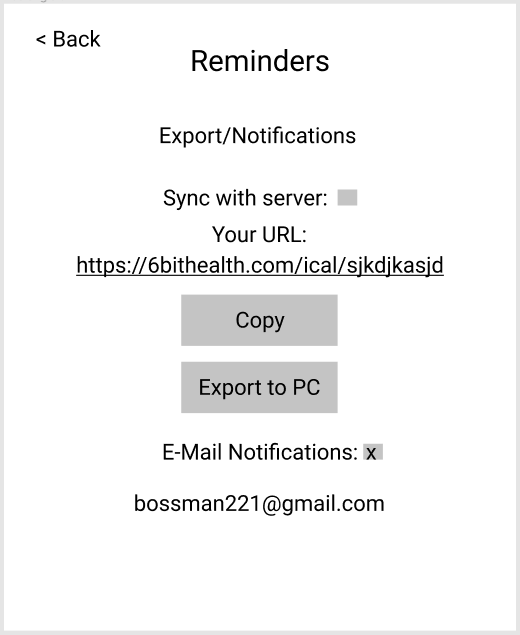 < Back
Reminders
Export/Notifications
Sync with server:
Your URL:
https://6bithealth.com/ical/sjkdjkasjd
Copy
Export to PC
E-Mail Notifications: x
bossman221@gmail.com